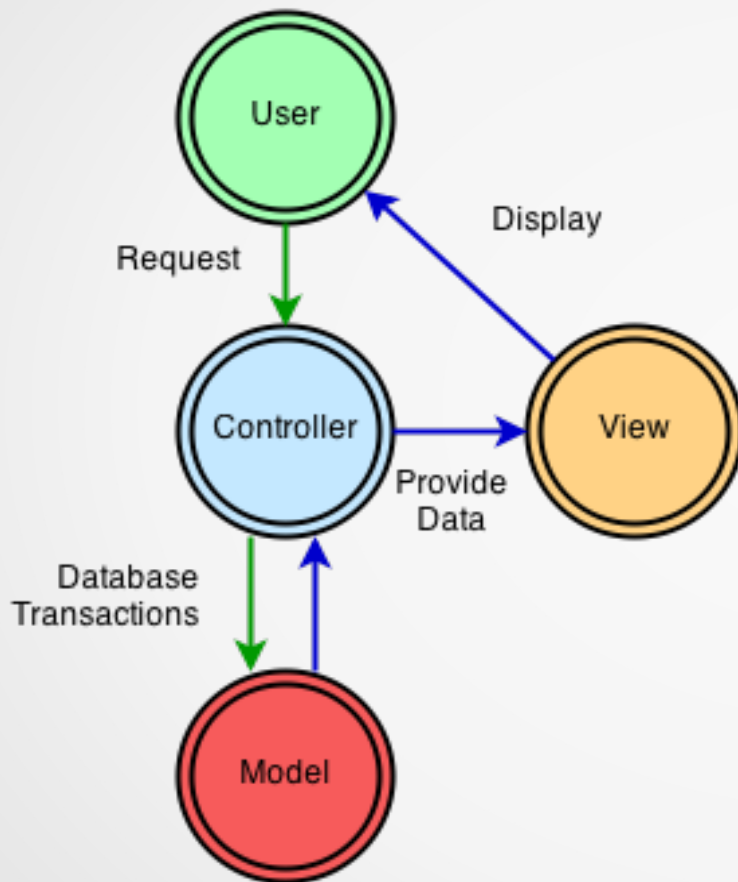 User
Display
Request
Controller
View
Provide
Data
Database
Transactions
Model